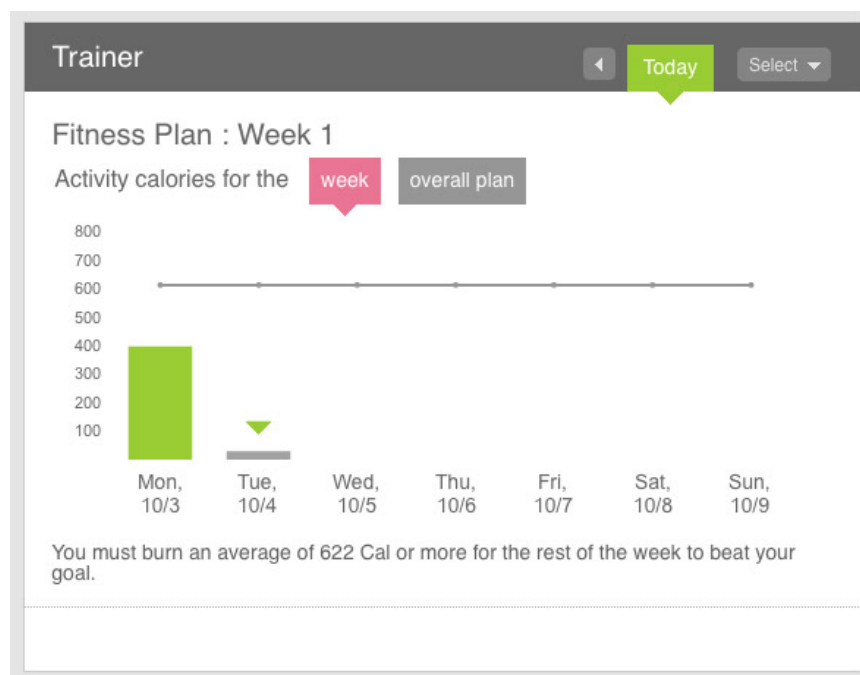 Trainer
Today
Select
Fitness Plan : Week 1
Activity calories for the week overall plan
800
700
600
500
400
300
200
100
Mon, Tue, Wed, Thu, Fri, Sat, Sun,
10/3 10/4 10/5 10/6 10/7 10/8 10/9
You must burn an average of 622 Cal or more for the rest of the week to beat your
goal.